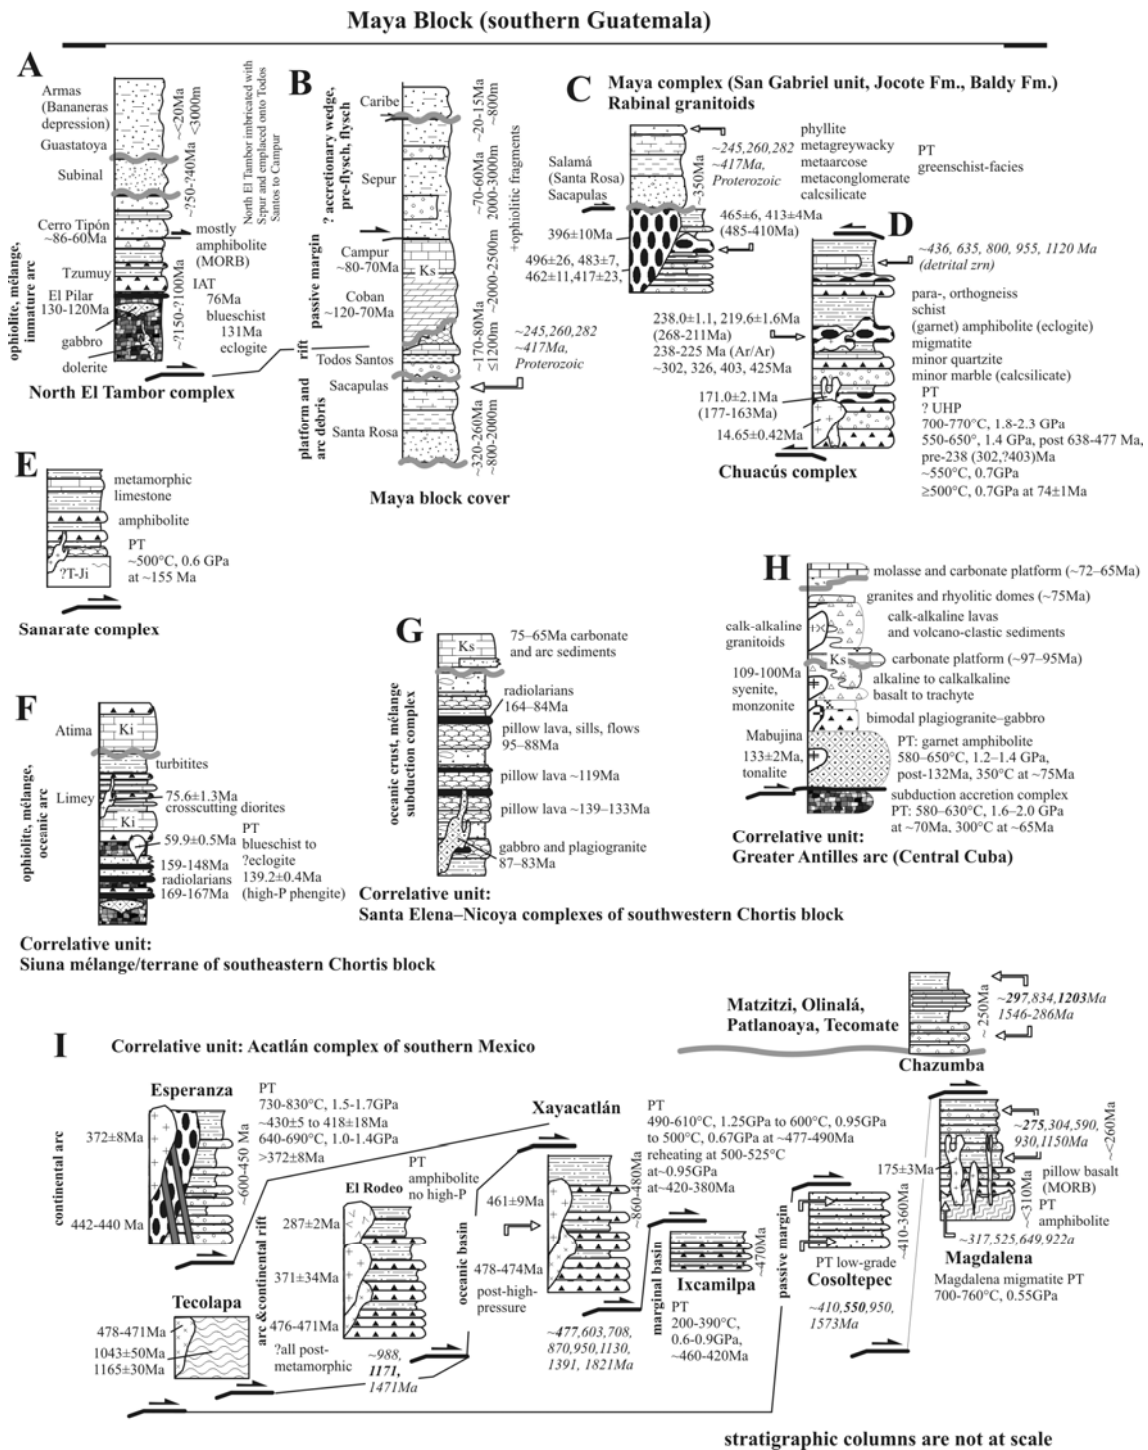 Maya Block (southern Guatemala)
A
Armas
(Bananeras
depression)
Guastatoya
Subinal
Cerro Tipón
~86-60Ma
Tzumuy
El Pilar
130-120Ma
gabbro
dolerite
ophiolite, mélange,
inmature arc
~<20Ma
<3000m
~?50-?40Ma
~?150-?100Ma
North El Tambor imbricated with
Sepur and emplaced onto Todos
Santos to Campur
mostly
amphibolite
(MORB)
IAT
76Ma
blueschist
131Ma
eclogite
North El Tambor complex
B
Caribe
Sepur
Campur
~80-70Ma
Ks
Coban
~120-70Ma
Todos Santos
Sacapulas
Santa Rosa
? accretionary wedge,
pre-flysch, flysch
passive margin
rift
platform and
arc debris
~20-15Ma
~800m
~70-60Ma
2000-3000m
+ophiolitic fragments
~2000-2500m
~170-80Ma
≤1200m
~320-260Ma
~800-2000m
~245,260,282
~417Ma,
Proterozoic
Maya block cover
C
Maya complex (San Gabriel unit, Jocote Fm., Baldy Fm.)
Rabinal granitoids
Salamá
(Santa Rosa)
Sacapulas
~350Ma
~245,260,282
~417Ma,
Proterozoic
phyllite
metagreywacky
metaarcose
metaconglomerate
calcsilicate
PT
greenschist-facies
396±10Ma
465±6, 413±4Ma
(485-410Ma)
496±26, 483±7,
462±11,417±23,
D
~436, 635, 800, 955, 1120 Ma
(detrital zrn)
para-, orthogneiss
schist
(garnet) amphibolite (eclogite)
migmatite
minor quartzite
minor marble (calcsilicate)
PT
? UHP
700-770°C, 1.8-2.3 GPa
550-650°, 1.4 GPa, post 638-477 Ma,
pre-238 (302,?403)Ma
~550°C, 0.7GPa
≥500°C, 0.7GPa at 74±1Ma
238.0±1.1, 219.6±1.6Ma
(268-211Ma)
238-225 Ma (Ar/Ar)
~302, 326, 403, 425Ma
171.0±2.1Ma
(177-163Ma)
14.65±0.42Ma
Chuacús complex
E
metamorphic
limestone
amphibolite
PT
~500°C, 0.6 GPa
at ~155 Ma
?T-Ji
Sanarate complex
F
Atima
Ki
turbitites
Limey
75.6±1.3Ma
crosscutting diorites
Ki
59.9±0.5Ma
PT
blueschist to
?eclogite
139.2±0.4Ma
(high-P phengite)
159-148Ma
radiolarians
169-167Ma
ophiolite, mélange,
oceanic arc
Correlative unit:
Siuna mélange/terrane of southeastern Chortis block
G
Ks
75–65Ma carbonate
and arc sediments
radiolarians
164–84Ma
pillow lava, sills, flows
95–88Ma
pillow lava ~119Ma
pillow lava ~139–133Ma
gabbro and plagiogranite
87–83Ma
oceanic crust, mélange
subduction complex
Correlative unit:
Santa Elena–Nicoya complexes of southwestern Chortis block
H
molasse and carbonate platform (~72–65Ma)
granites and rhyolitic domes (~75Ma)
calk-alkaline lavas
and volcano-clastic sediments
calk-alkaline
granitoids
Ks
carbonate platform (~97–95Ma)
109-100Ma
syenite,
monzonite
alkaline to calkalkaline
basalt to trachyte
bimodal plagiogranite–gabbro
Mabujina
133±2Ma,
tonalite
PT: garnet amphibolite
580–650°C, 1.2–1.4 GPa,
post-132Ma, 350°C at ~75Ma
subduction accretion complex
PT: 580–630°C, 1.6–2.0 GPa
at ~70Ma, 300°C at ~65Ma
Correlative unit:
Greater Antilles arc (Central Cuba)
I
Correlative unit: Acatlán complex of southern Mexico
Matzitzi, Olinalá,
Patlanoaya, Tecomate
~ 250Ma
~297,834,1203Ma
1546-286Ma
Chazumba
Esperanza
PT
730-830°C, 1.5-1.7GPa
~430±5 to 418±18Ma
640-690°C, 1.0-1.4GPa
>372±8Ma
372±8Ma
442-440 Ma
~600-450 Ma
continental arc
Tecolapa
478-471Ma
1043±50Ma
1165±30Ma
El Rodeo
PT
amphibolite
no high-P
287±2Ma
371±34Ma
476-471Ma
?all post-
metamorphic
arc &continental rift
~988,
1171,
1471Ma
Xayacatlán
PT
490-610°C, 1.25GPa to 600°C, 0.95GPa
to 500°C, 0.67GPa at ~477-490Ma
reheating at 500-525°C
at~0.95GPa
at~420-380Ma
461±9Ma
478-474Ma
post-high-
pressure
~860-480Ma
oceanic basin
~477,603,708,
870,950,1130,
1391, 1821Ma
marginal basin
Ixcamilpa
~470Ma
PT
200-390°C,
0.6-0.9GPa,
~460-420Ma
passive margin
PT low-grade
Cosoltepec
~410-360Ma
~410,550,950,
1573Ma
~275,304,590,
930,1150Ma
~<260Ma
175±3Ma
pillow basalt
(MORB)
~310Ma
PT
amphibolite
~317,525,649,922a
Magdalena
Magdalena migmatite PT
700-760°C, 0.55GPa
stratigraphic columns are not at scale